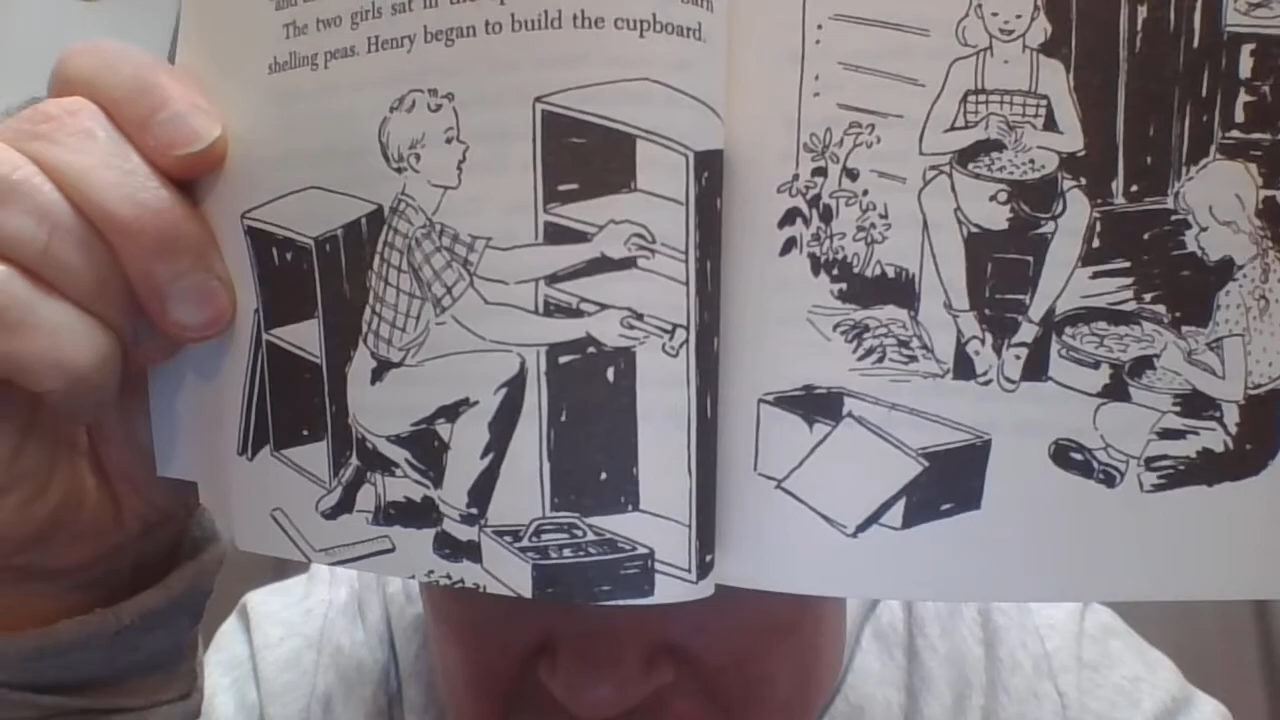 The two girls sat in the
shelling peas. Henry began to build the cupboard.